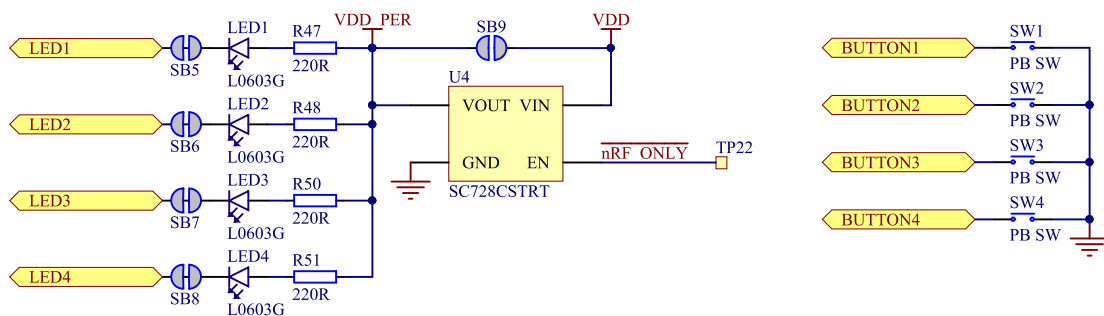 LED1
SB5
LED1
L0603G
R47
220R
VDD_PER
SB9
VDD
LED2
SB6
LED2
L0603G
R48
220R
U4
VOUT VIN
GND EN
SC728CSTRT
nRF_ONLY
TP22
LED3
SB7
LED3
L0603G
R50
220R
LED4
SB8
LED4
L0603G
R51
220R
BUTTON1
SW1
PB SW
BUTTON2
SW2
PB SW
BUTTON3
SW3
PB SW
BUTTON4
SW4
PB SW